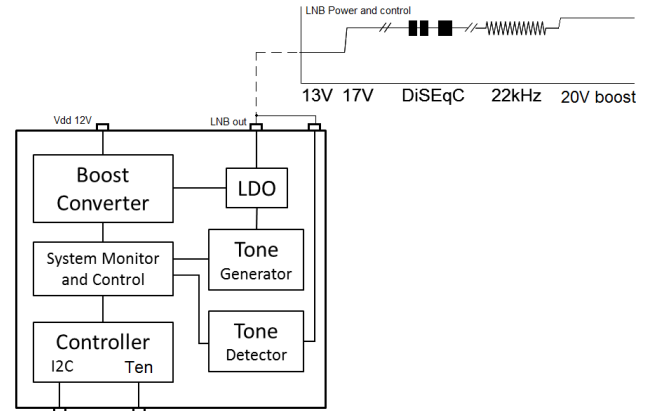 LNB Power and control
13V 17V DiSEqC 22kHz 20V boost
Vdd 12V
LNB out
Boost
Converter
LDO
System Monitor
and Control
Tone
Generator
Controller
I2C Ten
Tone
Detector